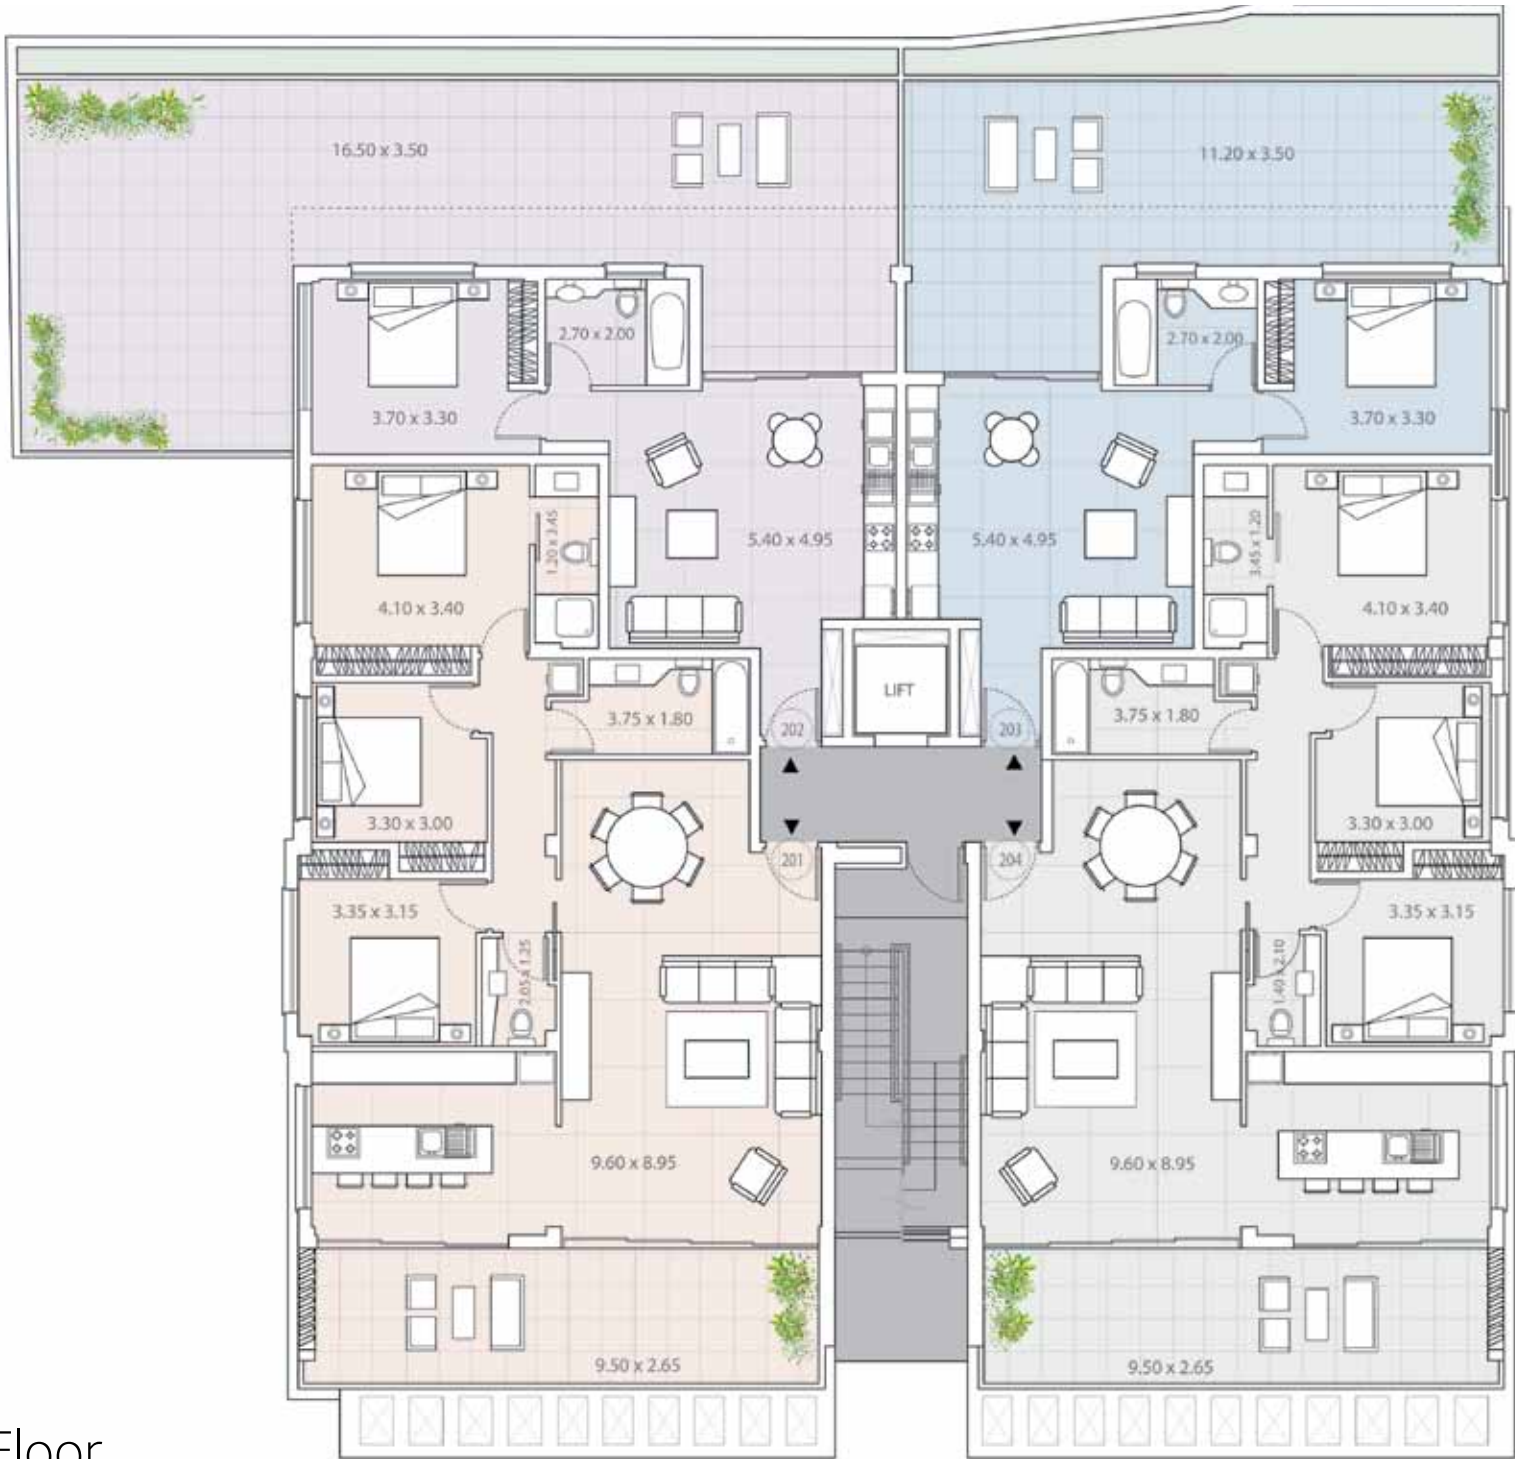 16.50 x 3.50
11.20 x 3.50
2.70 x 2.00
2.70 x 2.00
3.70 x 3.30
3.70 x 3.30
1.20 x 3.45
5.40 x 4.95
5.40 x 4.95
3.45 x 1.20
4.10 x 3.40
4.10 x 3.40
LIFT
3.75 x 1.80
3.75 x 1.80
202
203
3.30 x 3.00
3.30 x 3.00
201
204
3.35 x 3.15
3.35 x 3.15
2.05 x 1.25
1.40 x 2.10
9.60 x 8.95
9.60 x 8.95
9.50 x 2.65
9.50 x 2.65
Floor